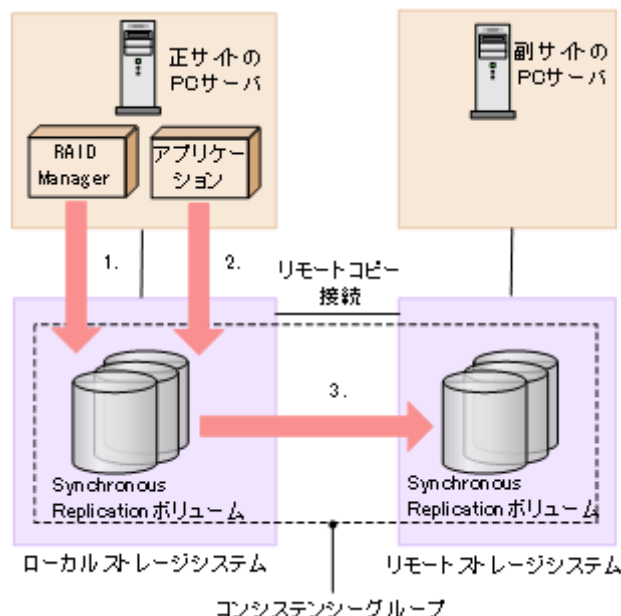 正サイトの
PCサーバ
副サイトの
PCサーバ
RAID
Manager
アプリケー
ション
1.
2.
リモートコピー
接続
3.
Synchronous
Replicationボリューム
Synchronous
Replicationボリューム
ローカルストレージシステム
リモートストレージシステム
コンシステンシーグループ